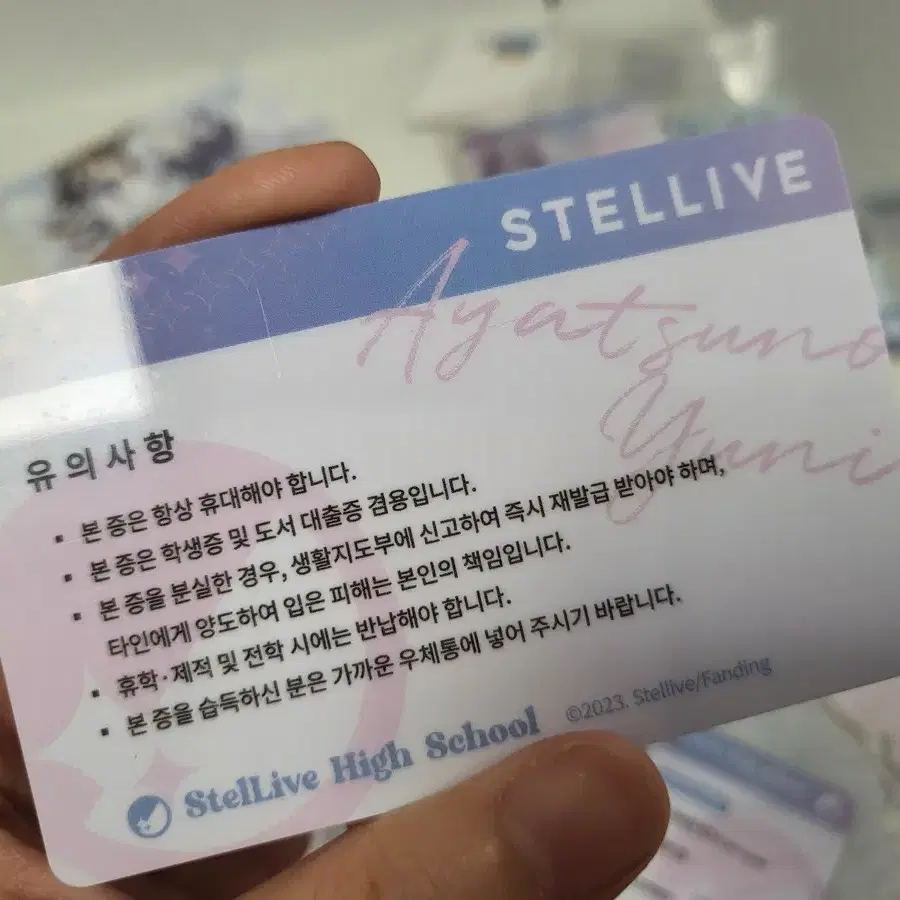 STELLIVE
Ayatsuno
Yuni
유의사항
▪ 본 증은 항상 휴대해야 합니다.
▪ 본 증은 학생증 및 도서 대출증 겸용입니다.
▪ 본 증을 분실한 경우, 생활지도부에 신고하여 즉시 재발급 받아야 하며,
타인에게 양도하여 입은 피해는 본인의 책임입니다.
▪ 휴학·제적 및 전학 시에는 반납해야 합니다.
▪ 본 증을 습득하신 분은 가까운 우체통에 넣어 주시기 바랍니다.
StelLive High School
©2023. Stellive/Fanding